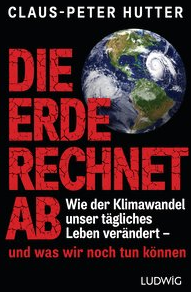 CLAUS-PETER HUTTER
DIE
ERDE
RECHNET
AB
Wie der Klimawandel
unser tägliches
Leben verändert –
und was wir noch tun können
LUDWIG